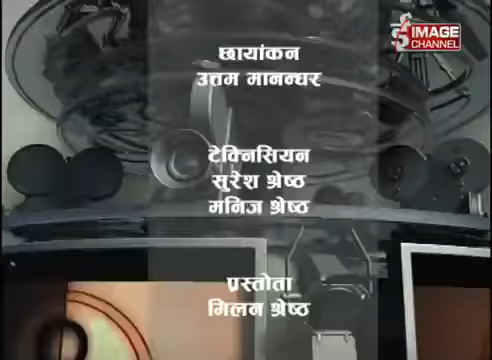 IMAGE
CHANNEL
छायांकन
उत्तम मानन्धर
टेक्निसियन
सुरेश श्रेष्ठ
मनिज श्रेष्ठ
प्रस्तोता
मिलन श्रेष्ठ